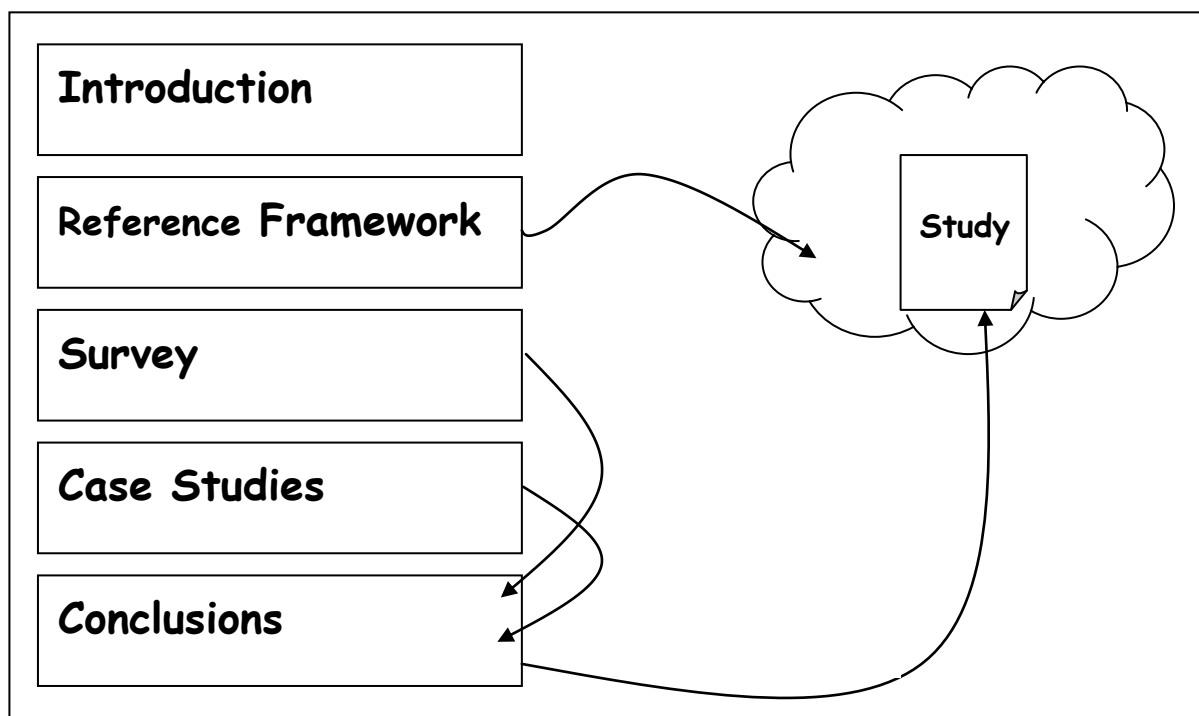 Introduction
Reference Framework
Study
Survey
Case Studies
Conclusions